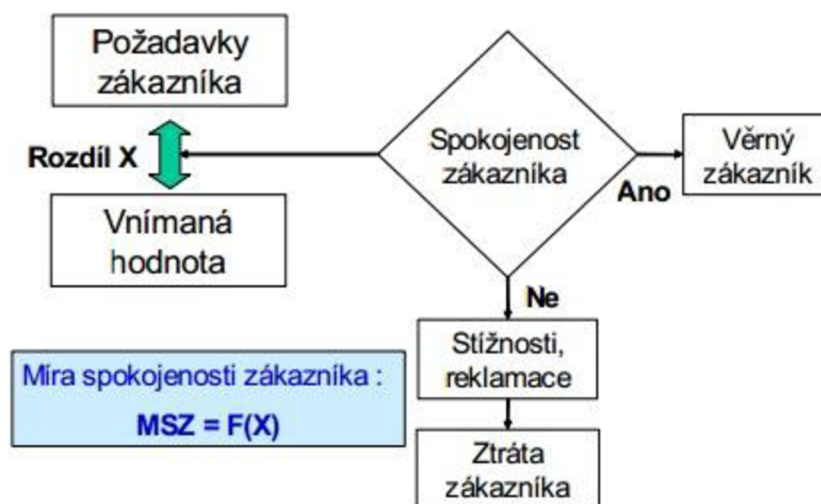 Požadavky
zákazníka
Rozdíl X
Vnímaná
hodnota
Spokojenost
zákazníka
Ano
Věrný
zákazník
Ne
Stížnosti,
reklamace
Ztráta
zákazníka
Míra spokojenosti zákazníka :
MSZ = F(X)